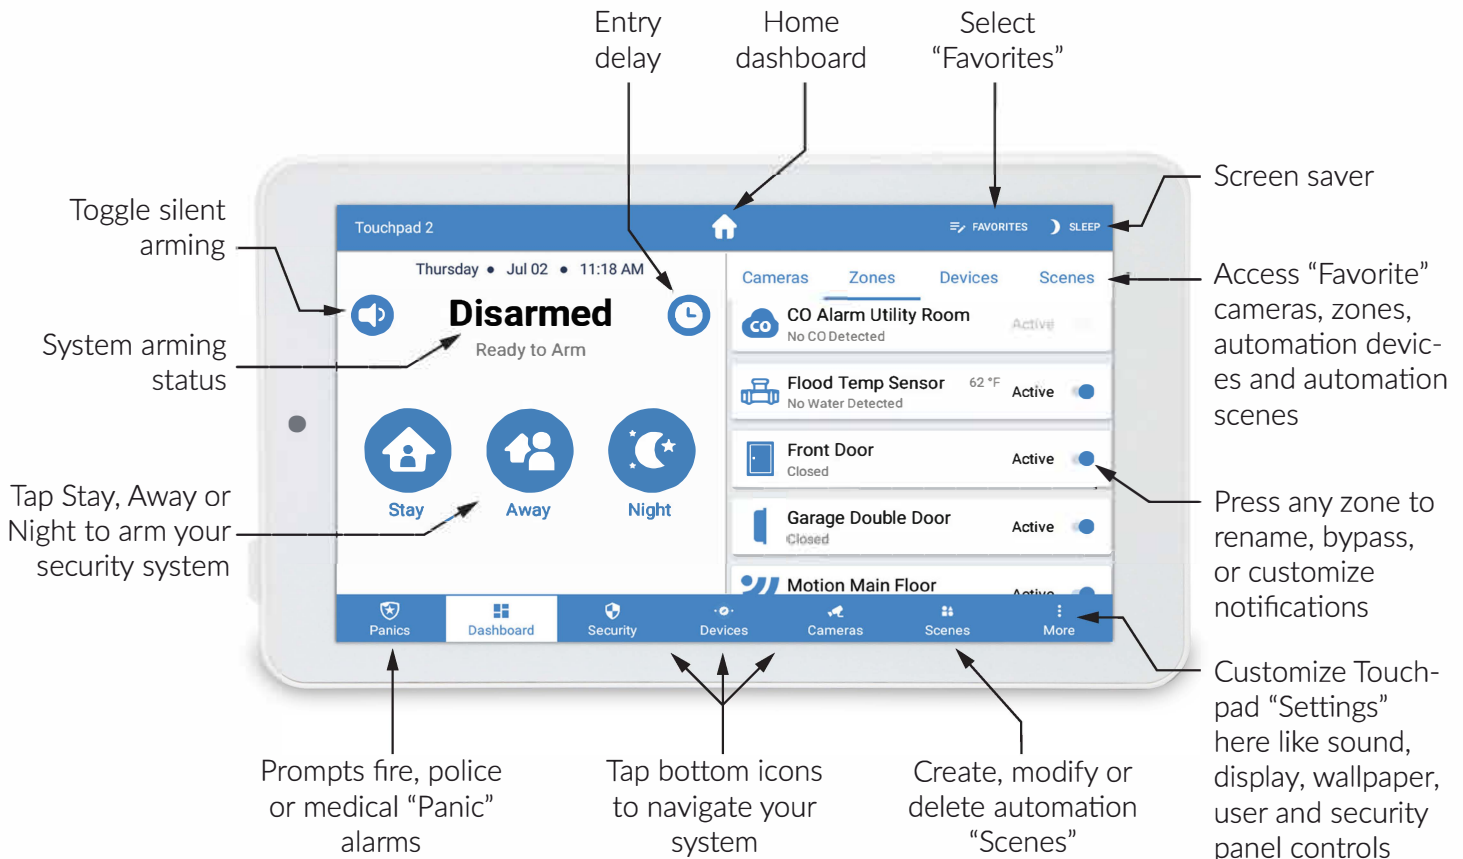 Entry
delay
Home
dashboard
Select
“Favorites”
Screen saver
Toggle silent
arming
System arming
status
Tap Stay, Away or
Night to arm your
security system
Touchpad 2
FAVORITES
SLEEP
Thursday • Jul 02 • 11:18 AM
Disarmed
Ready to Arm
Stay
Away
Night
Cameras Zones Devices Scenes
CO
CO Alarm Utility Room
No CO Detected
Active
Flood Temp Sensor 62 °F
No Water Detected
Active
Front Door
Closed
Active
Garage Double Door
Closed
Active
Motion Main Floor
Active
Panics
Dashboard
Security
Devices
Cameras
Scenes
More
Access “Favorite”
cameras, zones,
automation devic-
es and automation
scenes
Press any zone to
rename, bypass,
or customize
notifications
Customize Touch-
pad “Settings”
here like sound,
display, wallpaper,
user and security
panel controls
Prompts fire, police
or medical “Panic”
alarms
Tap bottom icons
to navigate your
system
Create, modify or
delete automation
“Scenes”